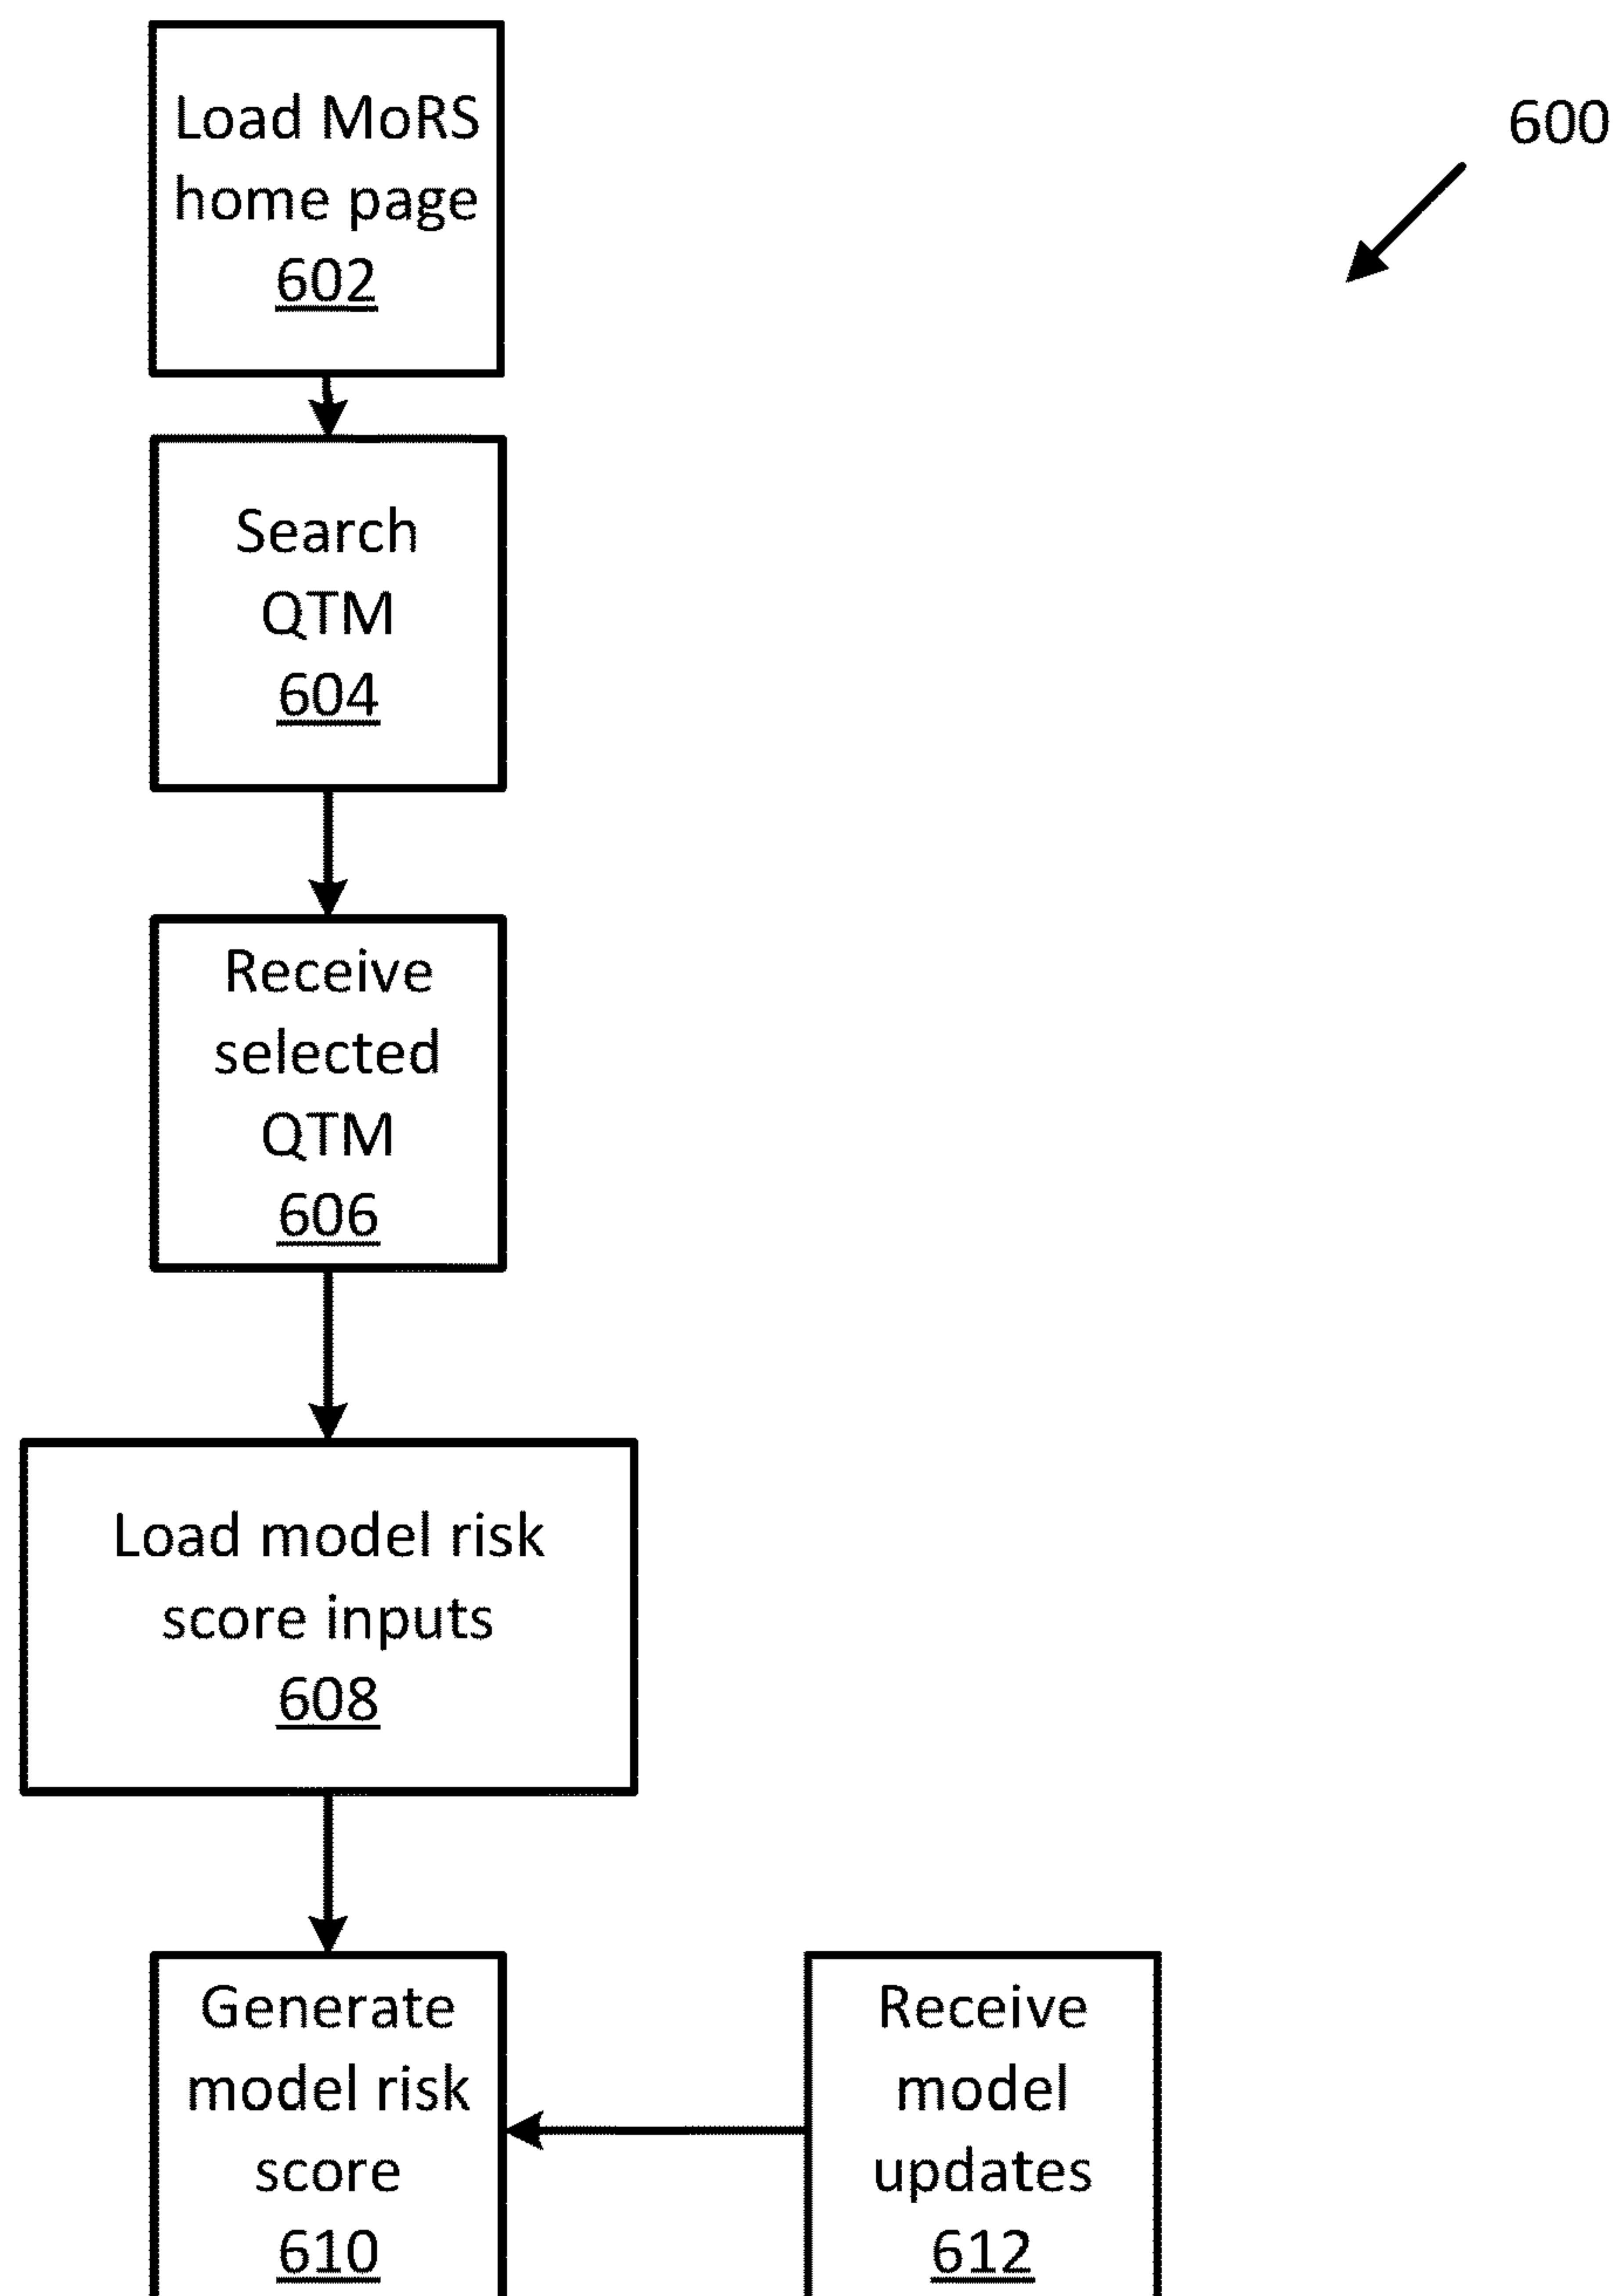 Load MoRS
home page
602
600
Search
QTM
604
Receive
selected
QTM
606
Load model risk
score inputs
608
Generate
model risk
score
610
Receive
model
updates
612